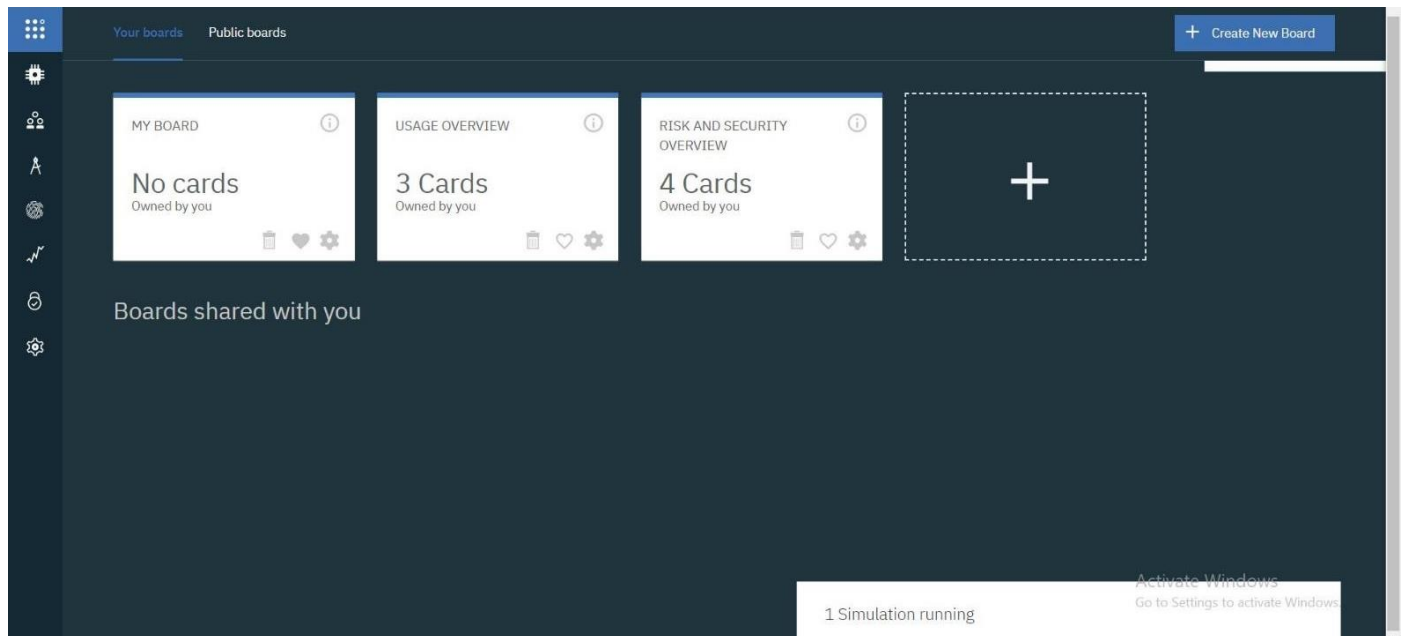 Your boards
Public boards
+ Create New Board
MY BOARD
No cards
Owned by you
USAGE OVERVIEW
3 Cards
Owned by you
RISK AND SECURITY
OVERVIEW
4 Cards
Owned by you
Boards shared with you
1 Simulation running
Activate Windows
Go to Settings to activate Windows.